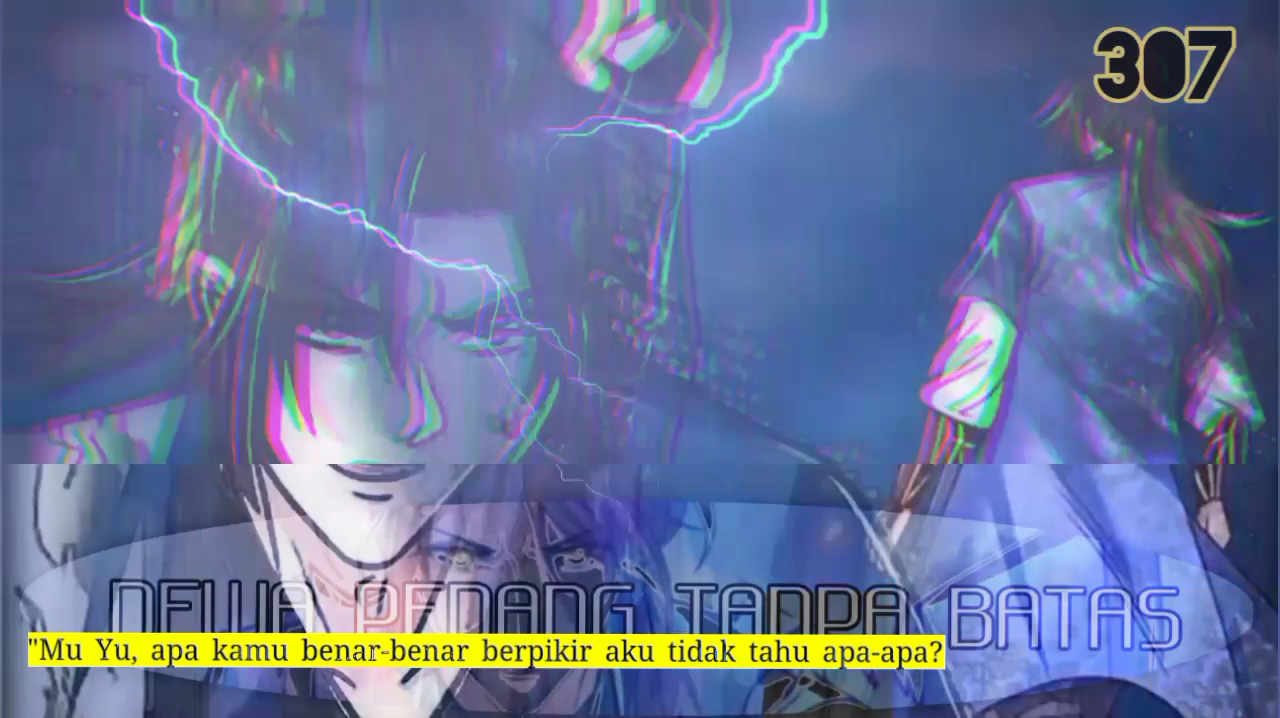 307
DEWA PEDANG TANPA BATAS
"Mu Yu, apa kamu benar-benar berpikir aku tidak tahu apa-apa?